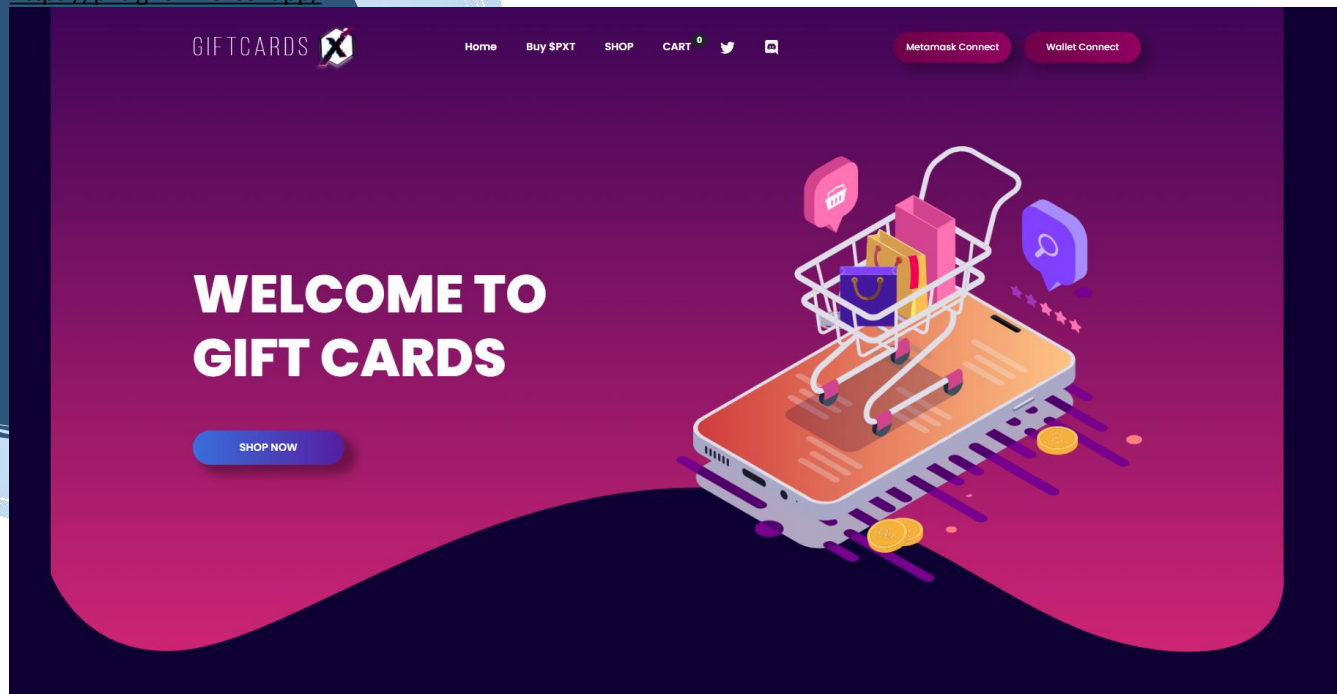 GIFTCARDS X
Home
Buy $PXT
SHOP
CART 0
Metamask Connect
Wallet Connect
WELCOME TO
GIFT CARDS
SHOP NOW